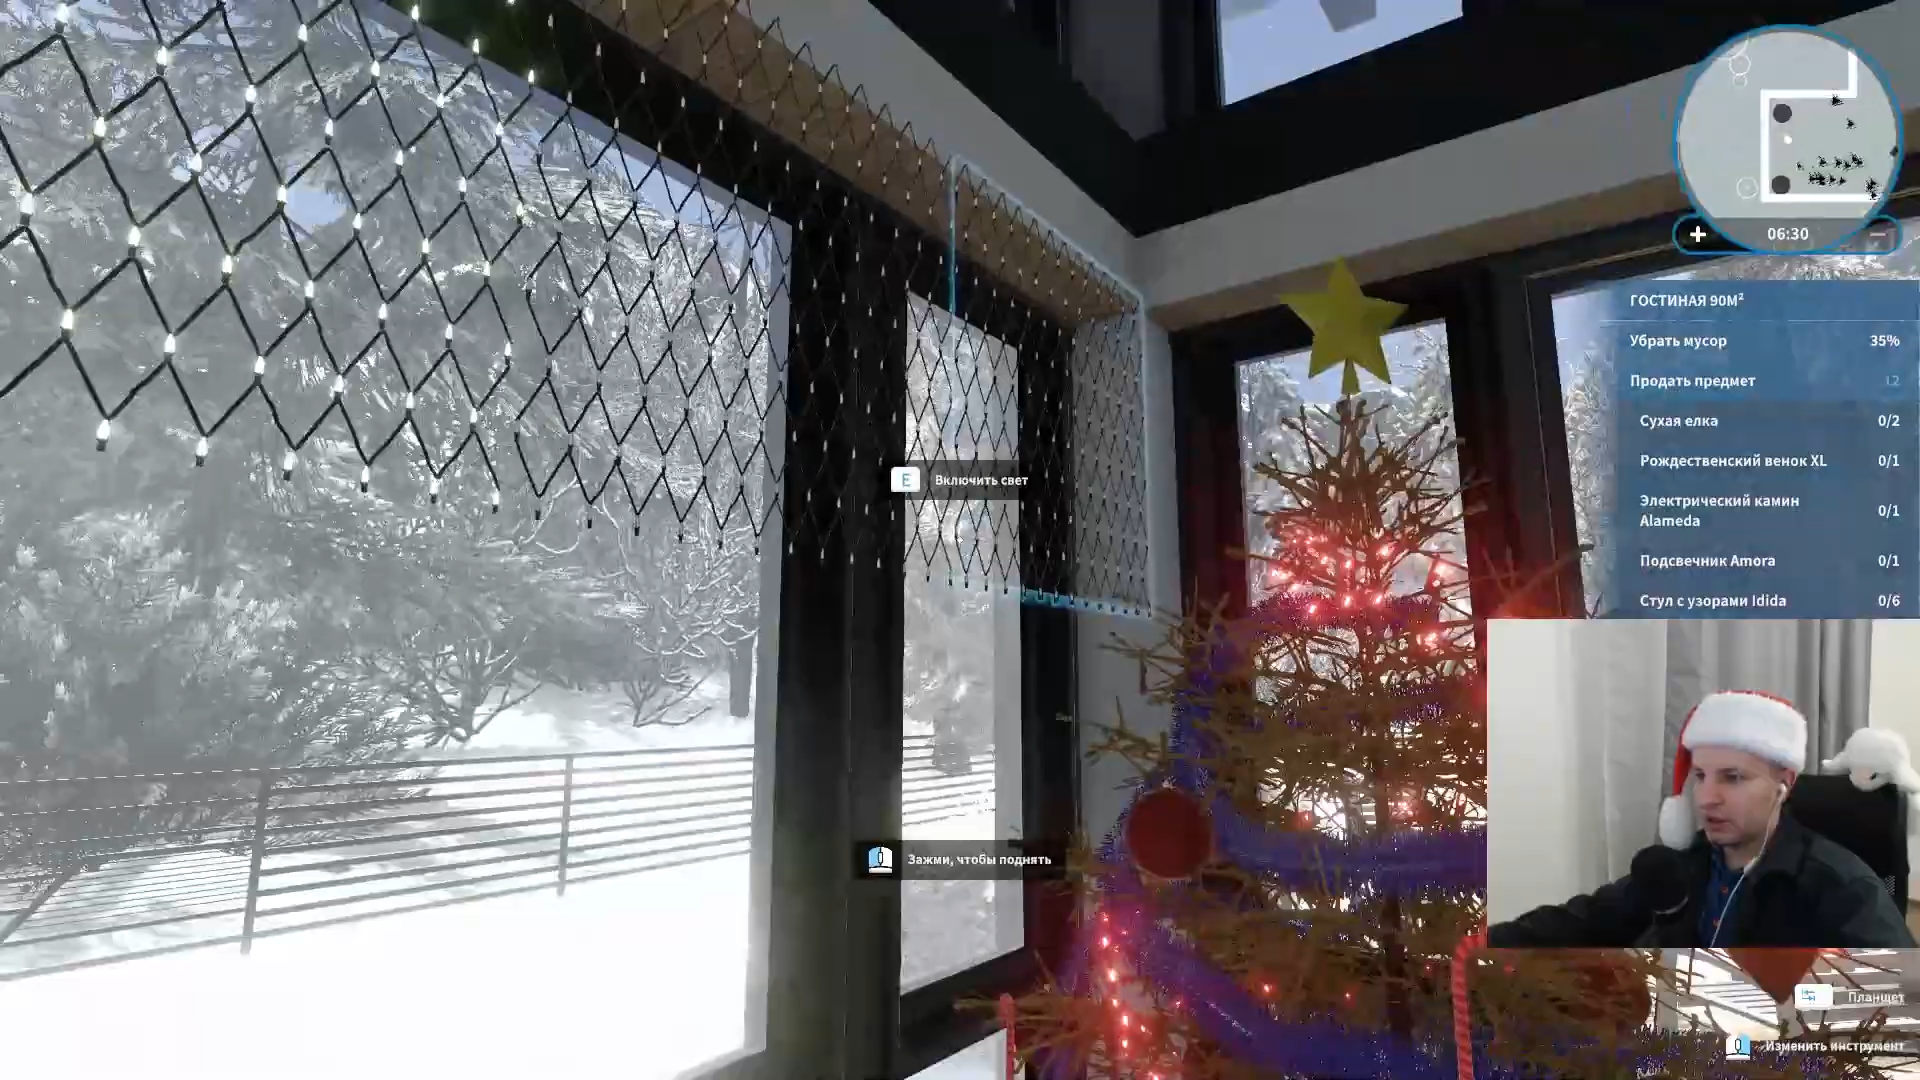 06:30
ГОСТИНАЯ 90М²
Убрать мусор 35%
Продать предмет 12
Сухая елка 0/2
Рождественский венок XL 0/1
Электрический камин
Alameda 0/1
Подсвечник Amora 0/1
Стул с узорами Idida 0/6
E Включить свет
Зажми, чтобы поднять
Планшет
Изменить инструмент